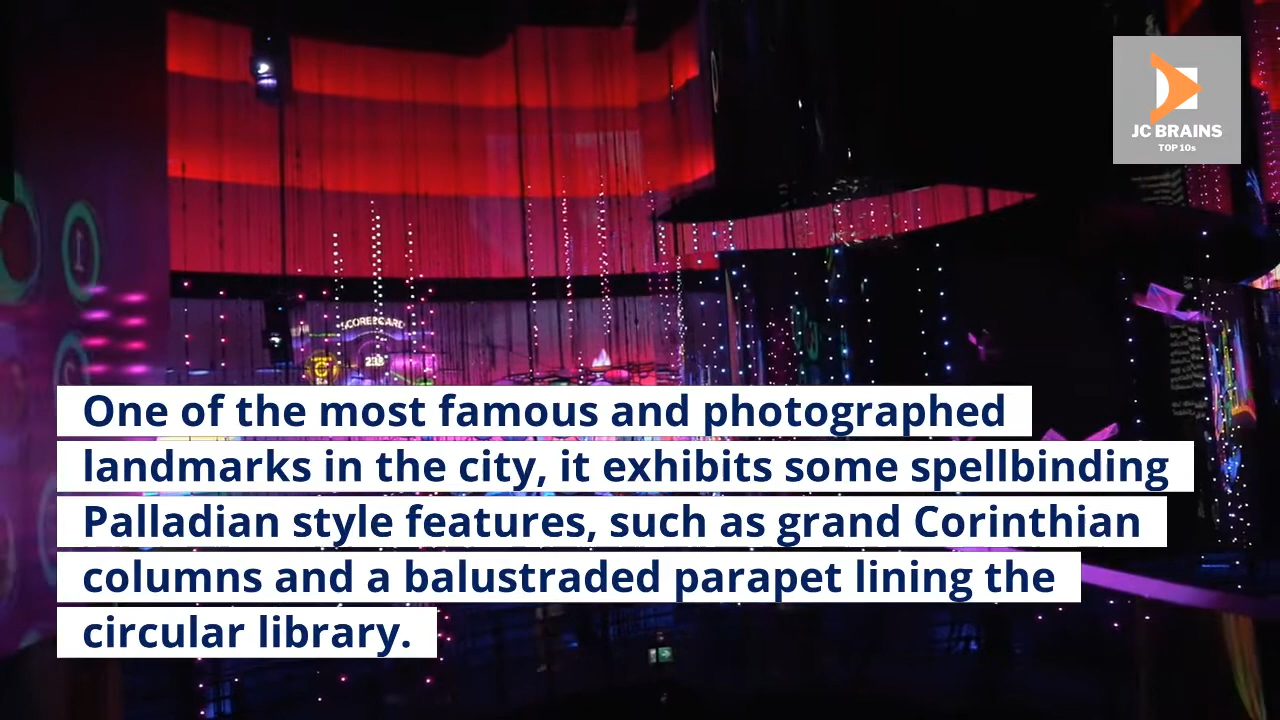 JC BRAINS
TOP 10s
SCORECARD
One of the most famous and photographed
landmarks in the city, it exhibits some spellbinding
Palladian style features, such as grand Corinthian
columns and a balustraded parapet lining the
circular library.